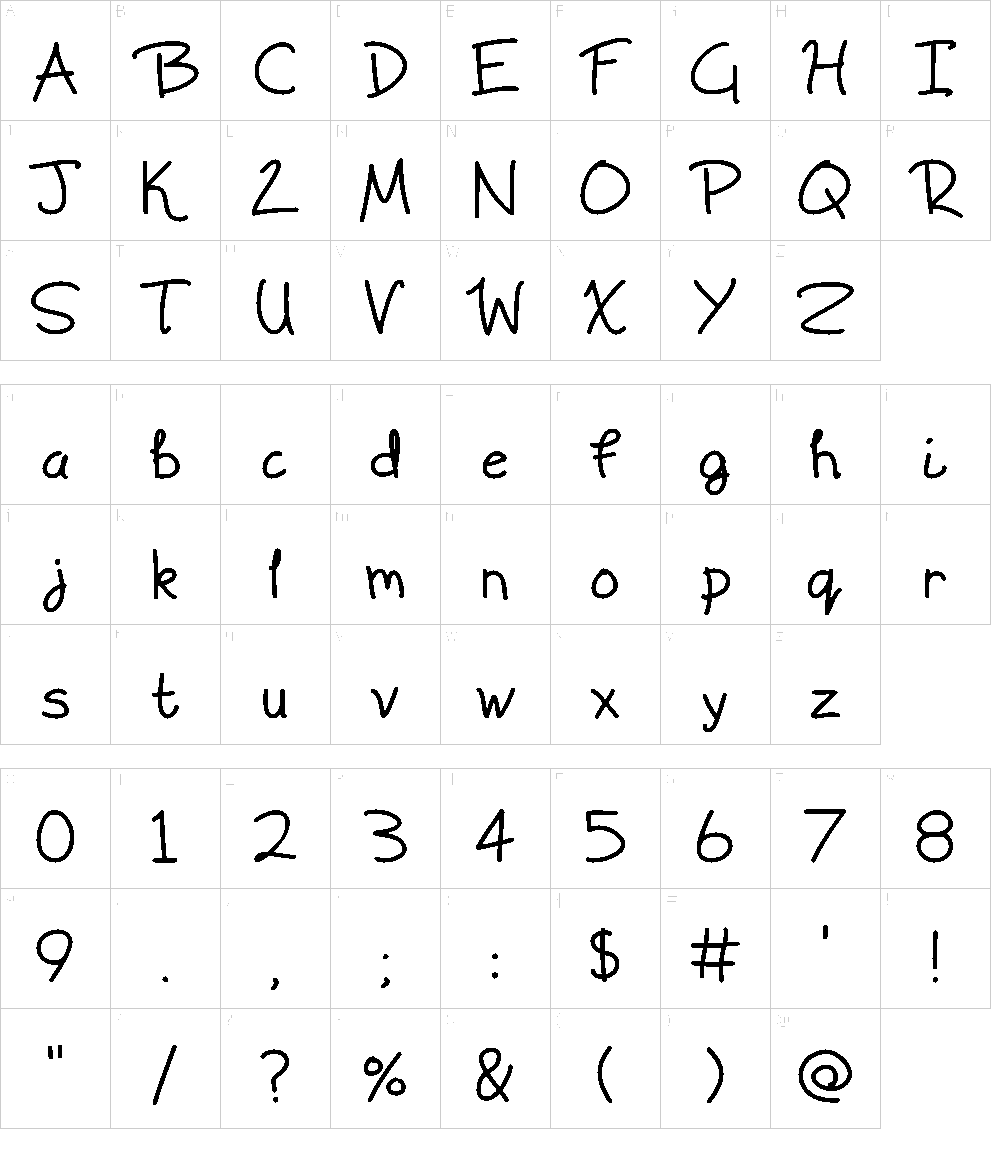 A B C D E F G H I
J K L M N O P Q R
S T U V W X Y Z
a b c d e f g h i
j k l m n o p q r
s t u v w x y z
0 1 2 3 4 5 6 7 8
9 . , ; : $ # ' !
" / ? % & ( ) @